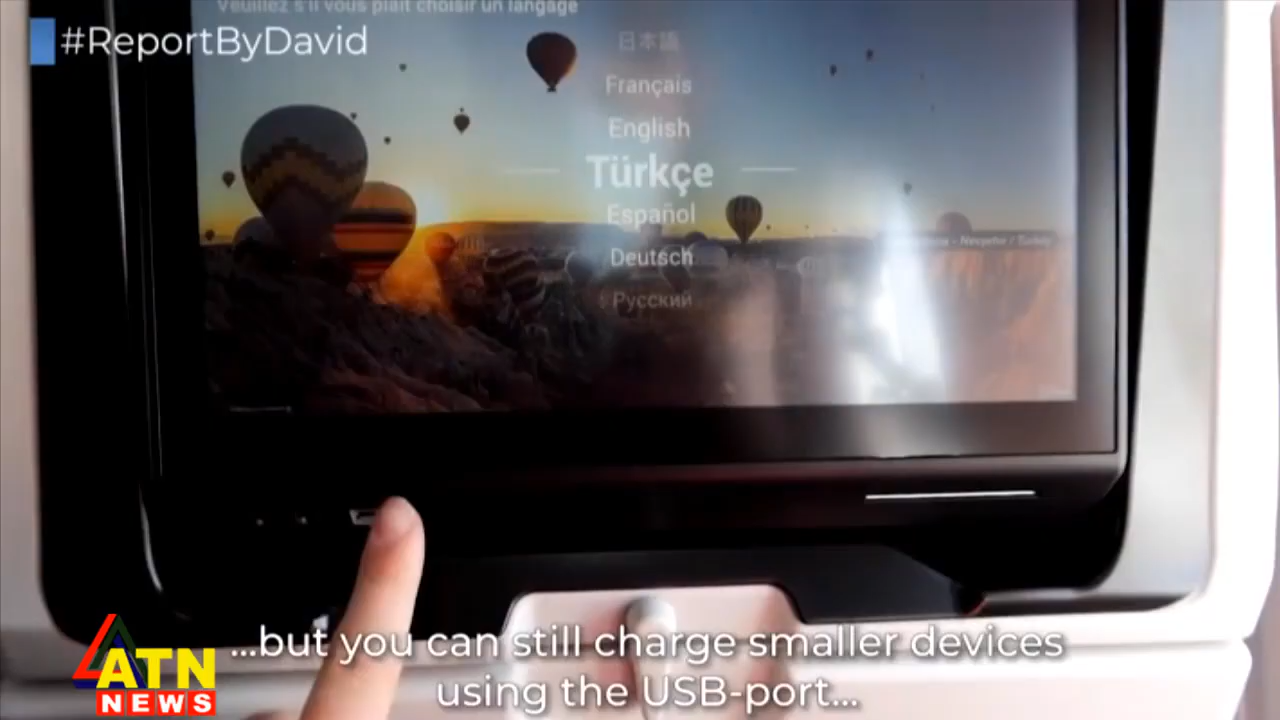 Veuillez s'il vous plaît choisir un langage
#ReportByDavid
日本語
Français
English
Türkçe
Español
Deutsch
Русский
...but you can still charge smaller devices
using the USB-port...
ATN
NEWS